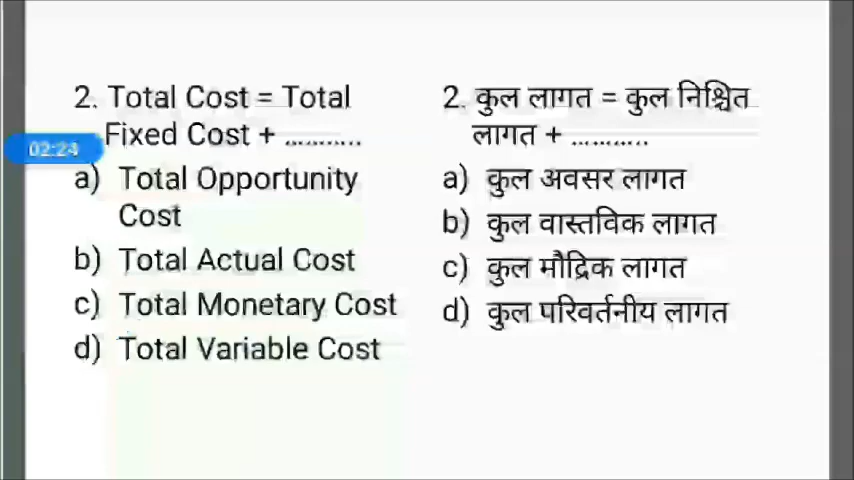 2. Total Cost = Total
Fixed Cost + ...........
a) Total Opportunity
Cost
b) Total Actual Cost
c) Total Monetary Cost
d) Total Variable Cost
2. कुल लागत = कुल निश्चित
लागत + ...........
a) कुल अवसर लागत
b) कुल वास्तविक लागत
c) कुल मौद्रिक लागत
d) कुल परिवर्तनीय लागत
02:24